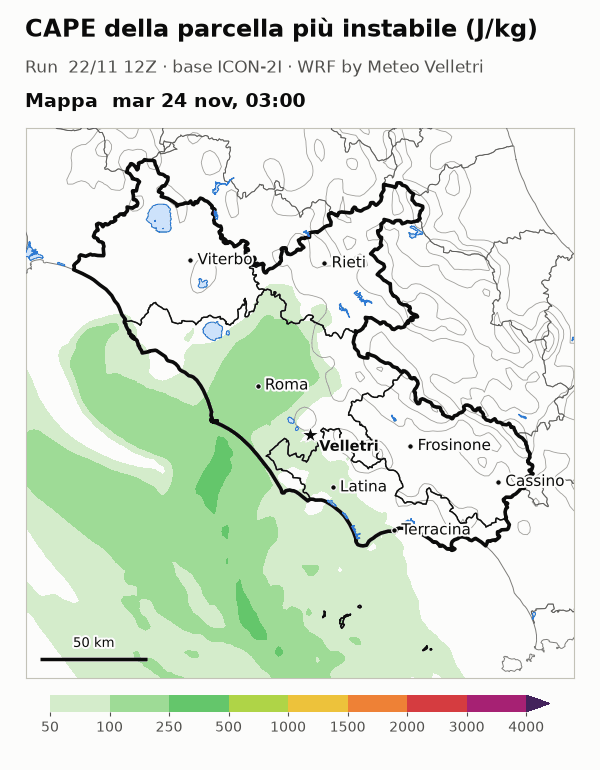 CAPE della parcella più instabile (J/kg)
Run 22/11 12Z · base ICON-2I · WRF by Meteo Velletri
Mappa mar 24 nov, 03:00
Viterbo
Rieti
Roma
Velletri
Frosinone
Latina
Cassino
Terracina
50 km
50 100 250 500 1000 1500 2000 3000 4000